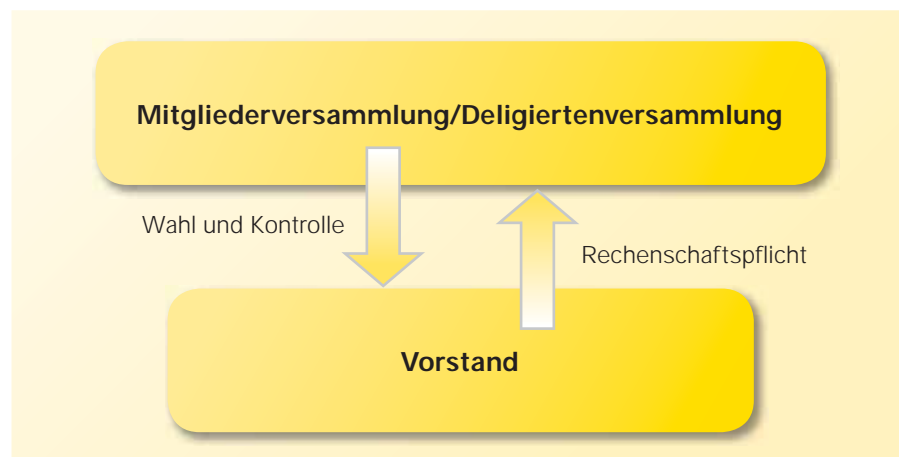 Mitgliederversammlung/Deligiertenversammlung
Wahl und Kontrolle
Rechenschaftspflicht
Vorstand